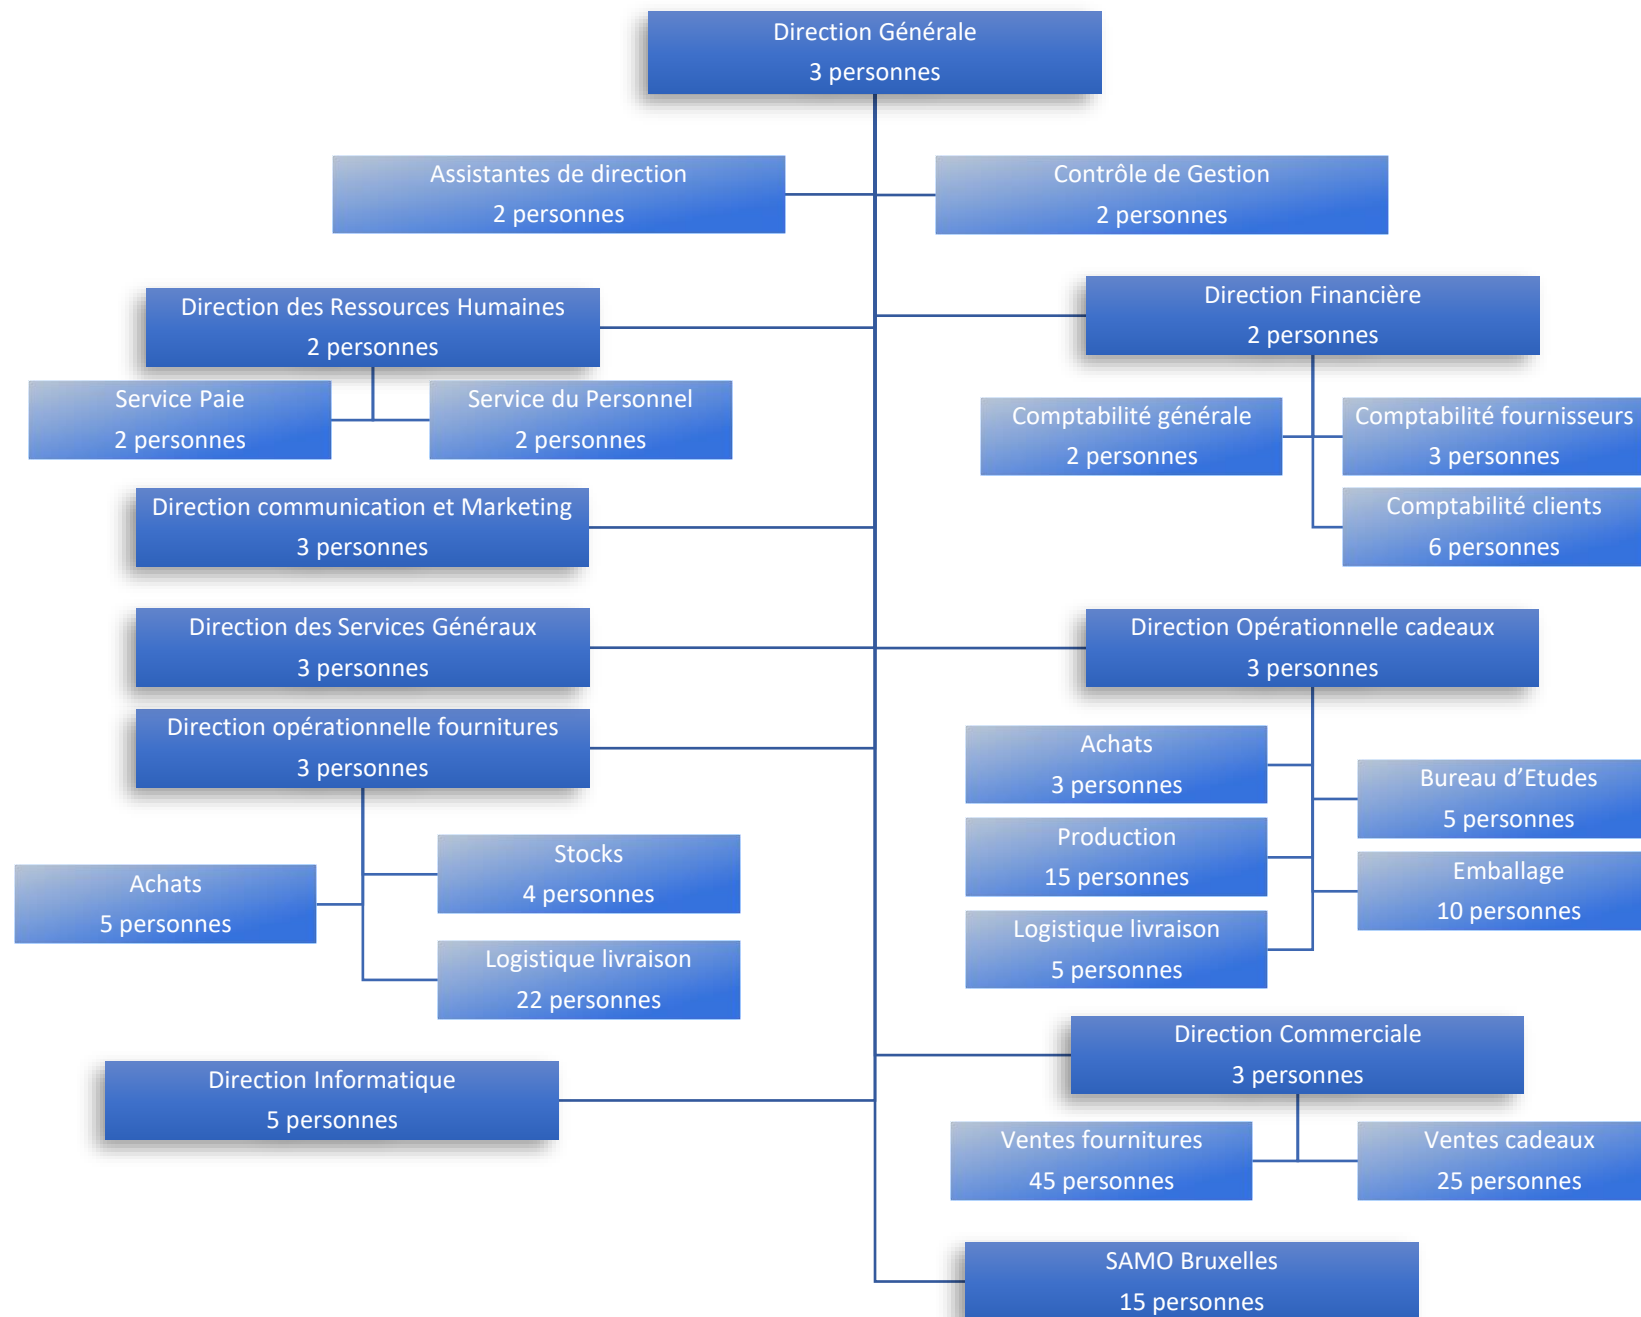 Direction Générale
3 personnes
Assistantes de direction
2 personnes
Contrôle de Gestion
2 personnes
Direction des Ressources Humaines
2 personnes
Direction Financière
2 personnes
Service Paie
2 personnes
Service du Personnel
2 personnes
Comptabilité générale
2 personnes
Comptabilité fournisseurs
3 personnes
Comptabilité clients
6 personnes
Direction communication et Marketing
3 personnes
Direction des Services Généraux
3 personnes
Direction Opérationnelle cadeaux
3 personnes
Direction opérationnelle fournitures
3 personnes
Achats
3 personnes
Bureau d’Etudes
5 personnes
Production
15 personnes
Emballage
10 personnes
Logistique livraison
5 personnes
Stocks
4 personnes
Achats
5 personnes
Logistique livraison
22 personnes
Direction Commerciale
3 personnes
Direction Informatique
5 personnes
Ventes fournitures
45 personnes
Ventes cadeaux
25 personnes
SAMO Bruxelles
15 personnes